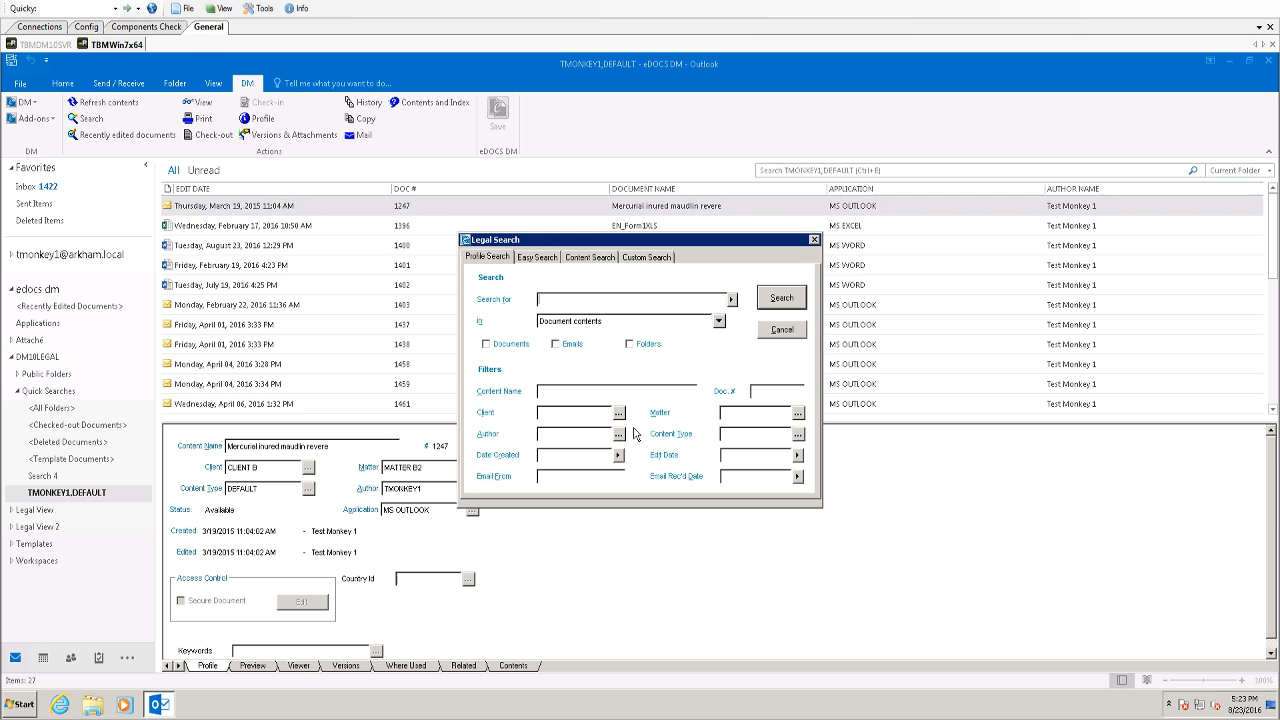 Quicky:
File
View
Tools
Info
Connections
Config
Components Check
General
TBMDM10SVR
TBMWin7x64
TMONKEY1,DEFAULT - eDOCS DM - Outlook
File
Home
Send / Receive
Folder
View
DM
Tell me what you want to do...
DM
Add-ons
DM
Refresh contents
Search
Recently edited documents
View
Print
Check-out
Check-in
Profile
Versions & Attachments
History
Copy
Mail
Contents and Index
Actions
Save
eDOCS DM
Favorites
Inbox 1422
Sent Items
Deleted Items
tmonkey1@arkham.local
edocs dm
<Recently Edited Documents>
Applications
Attaché
DM10LEGAL
Public Folders
Quick Searches
<All Folders>
<Checked-out Documents>
<Deleted Documents>
<Template Documents>
Search 4
TMONKEY1,DEFAULT
Legal View
Legal View 2
Templates
Workspaces
All Unread
Search TMONKEY1,DEFAULT (Ctrl+E)
Current Folder
EDIT DATE DOC # DOCUMENT NAME APPLICATION AUTHOR NAME
Thursday, March 19, 2015 11:04 AM 1247 Mercurial inured maudlin revere MS OUTLOOK Test Monkey 1
Wednesday, February 17, 2016 10:50 AM 1396 EN_Form1XLS MS EXCEL Test Monkey 1
Tuesday, August 23, 2016 12:49 PM 1400 MS WORD Test Monkey 1
Friday, February 19, 2016 4:23 PM 1401 MS WORD Test Monkey 1
Tuesday, July 19, 2016 4:25 PM 1402 MS WORD Test Monkey 1
Monday, February 22, 2016 11:36 AM 1403 MS OUTLOOK Test Monkey 1
Friday, April 01, 2016 3:33 PM 1437 MS OUTLOOK Test Monkey 1
Friday, April 01, 2016 3:33 PM 1438 MS OUTLOOK Test Monkey 1
Monday, April 04, 2016 3:28 PM 1458 MS OUTLOOK Test Monkey 1
Monday, April 04, 2016 3:34 PM 1459 MS OUTLOOK Test Monkey 1
Wednesday, April 06, 2016 1:32 PM 1461 MS OUTLOOK Test Monkey 1
Legal Search
Profile Search
Easy Search
Content Search
Custom Search
Search
Search for
Search
in
Document contents
Cancel
Documents
Emails
Folders
Filters
Content Name
Doc. #
Client
...
Matter
...
Author
...
Content Type
...
Date Created
Edit Date
Email From
Email Rec'd Date
Content Name Mercurial inured maudlin revere # 1247
Client CLIENT B ... Matter MATTER B2
Content Type DEFAULT ... Author TMONKEY1
Status: Available Application MS OUTLOOK ...
Created 3/19/2015 11:04:02 AM - Test Monkey 1
Edited 3/19/2015 11:04:02 AM - Test Monkey 1
Access Control
Country Id
...
Secure Document
Edit
Keywords
...
Profile
Preview
Viewer
Versions
Where Used
Related
Contents
Items: 27
100%
Start
5:23 PM
8/23/2016